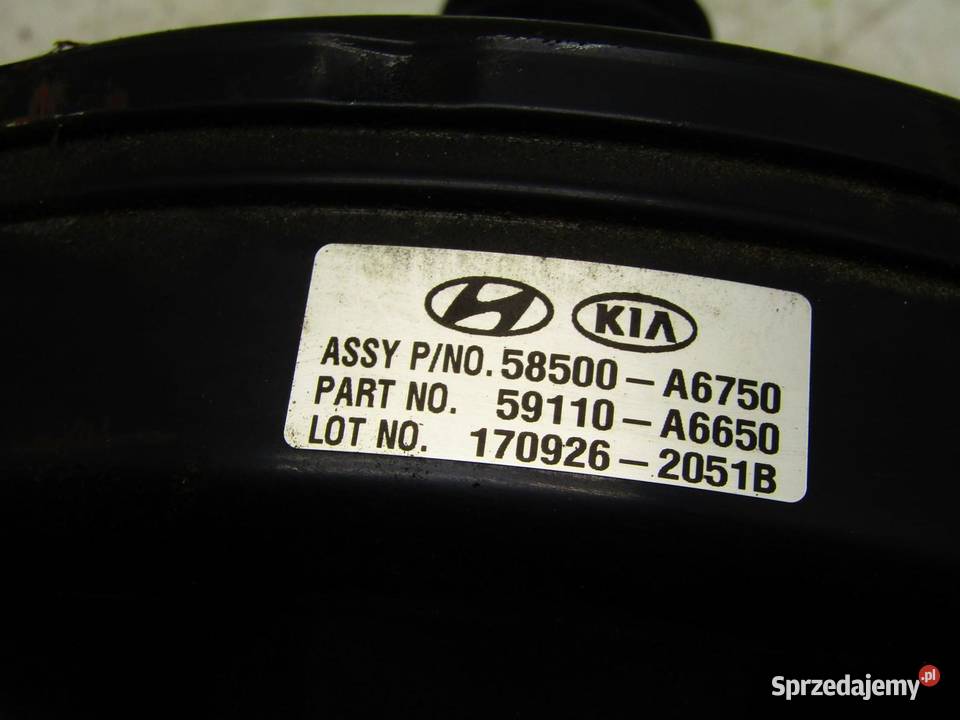 KIA
ASSY P/NO. 58500-A6750
PART NO. 59110-A6650
LOT NO. 170926-2051B
Sprzedajemy.pl